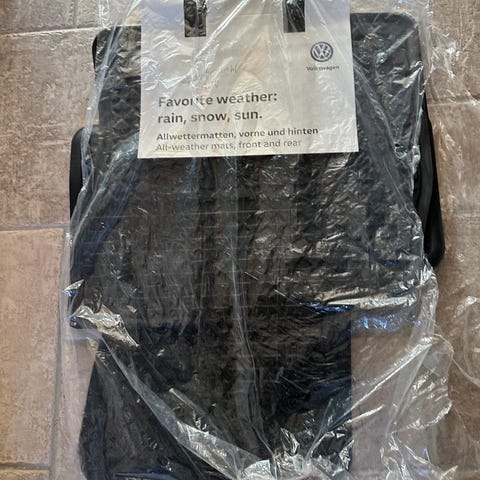 Volkswagen
Favorite weather:
rain, snow, sun.
Allwettermatten, vorne und hinten
All-weather mats, front and rear